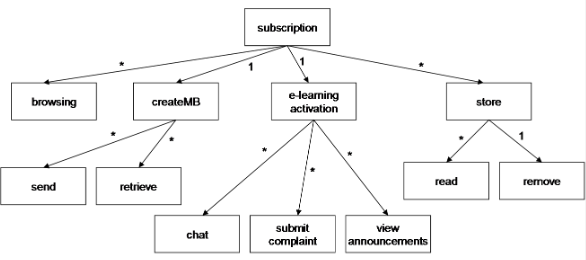 subscription
* 1 1 *
browsing createMB e-learning activation store
* * * * * * 1
send retrieve read remove
chat submit complaint view announcements